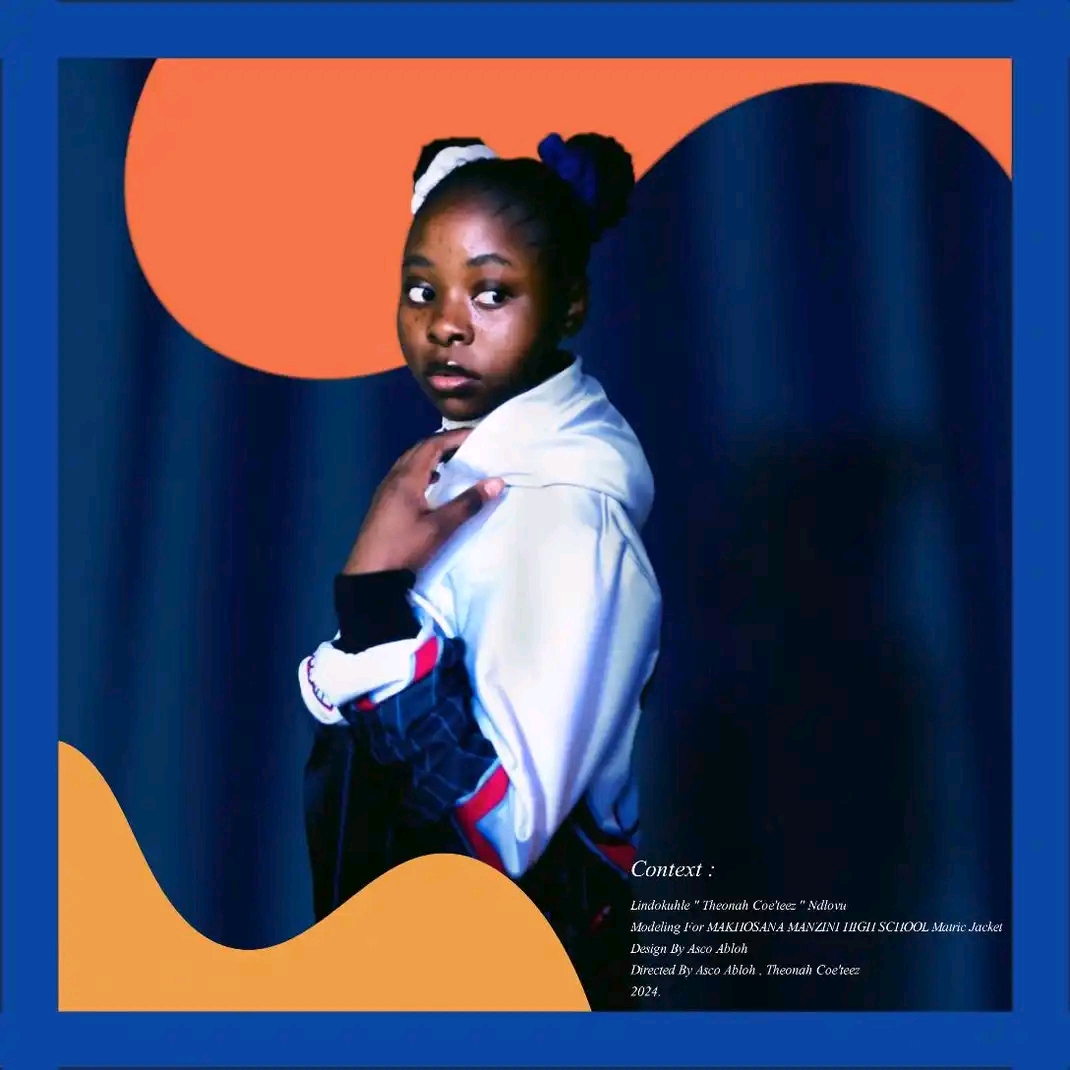 Context :
Lindokuhle " Theonah Coe'teez " Ndlovu
Modeling For MAKHOSANA MANZINI HIGH SCHOOL Matric Jacket
Design By Asco Abloh
Directed By Asco Abloh , Theonah Coe'teez
2024.